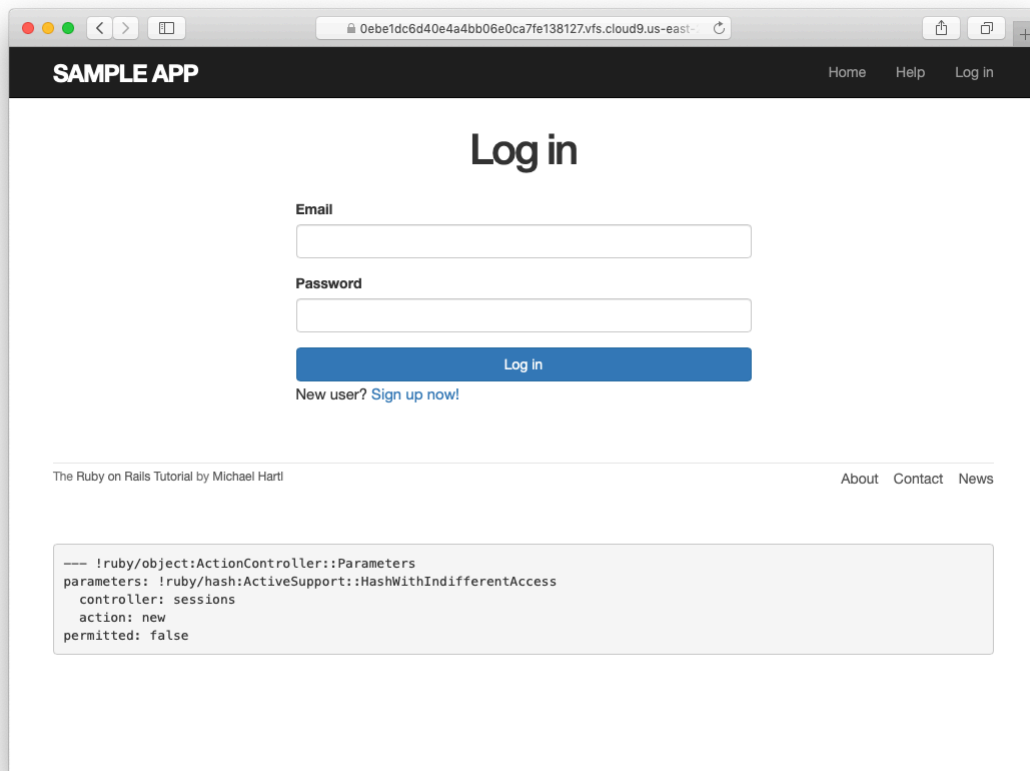 0ebe1dc6d40e4a4bb06e0ca7fe138127.vfs.cloud9.us-east-
SAMPLE APP Home Help Log in
Log in
Email
Password
Log in
New user? Sign up now!
The Ruby on Rails Tutorial by Michael Hartl About Contact News
--- !ruby/object:ActionController::Parameters
parameters: !ruby/hash:ActiveSupport::HashWithIndifferentAccess
  controller: sessions
  action: new
permitted: false